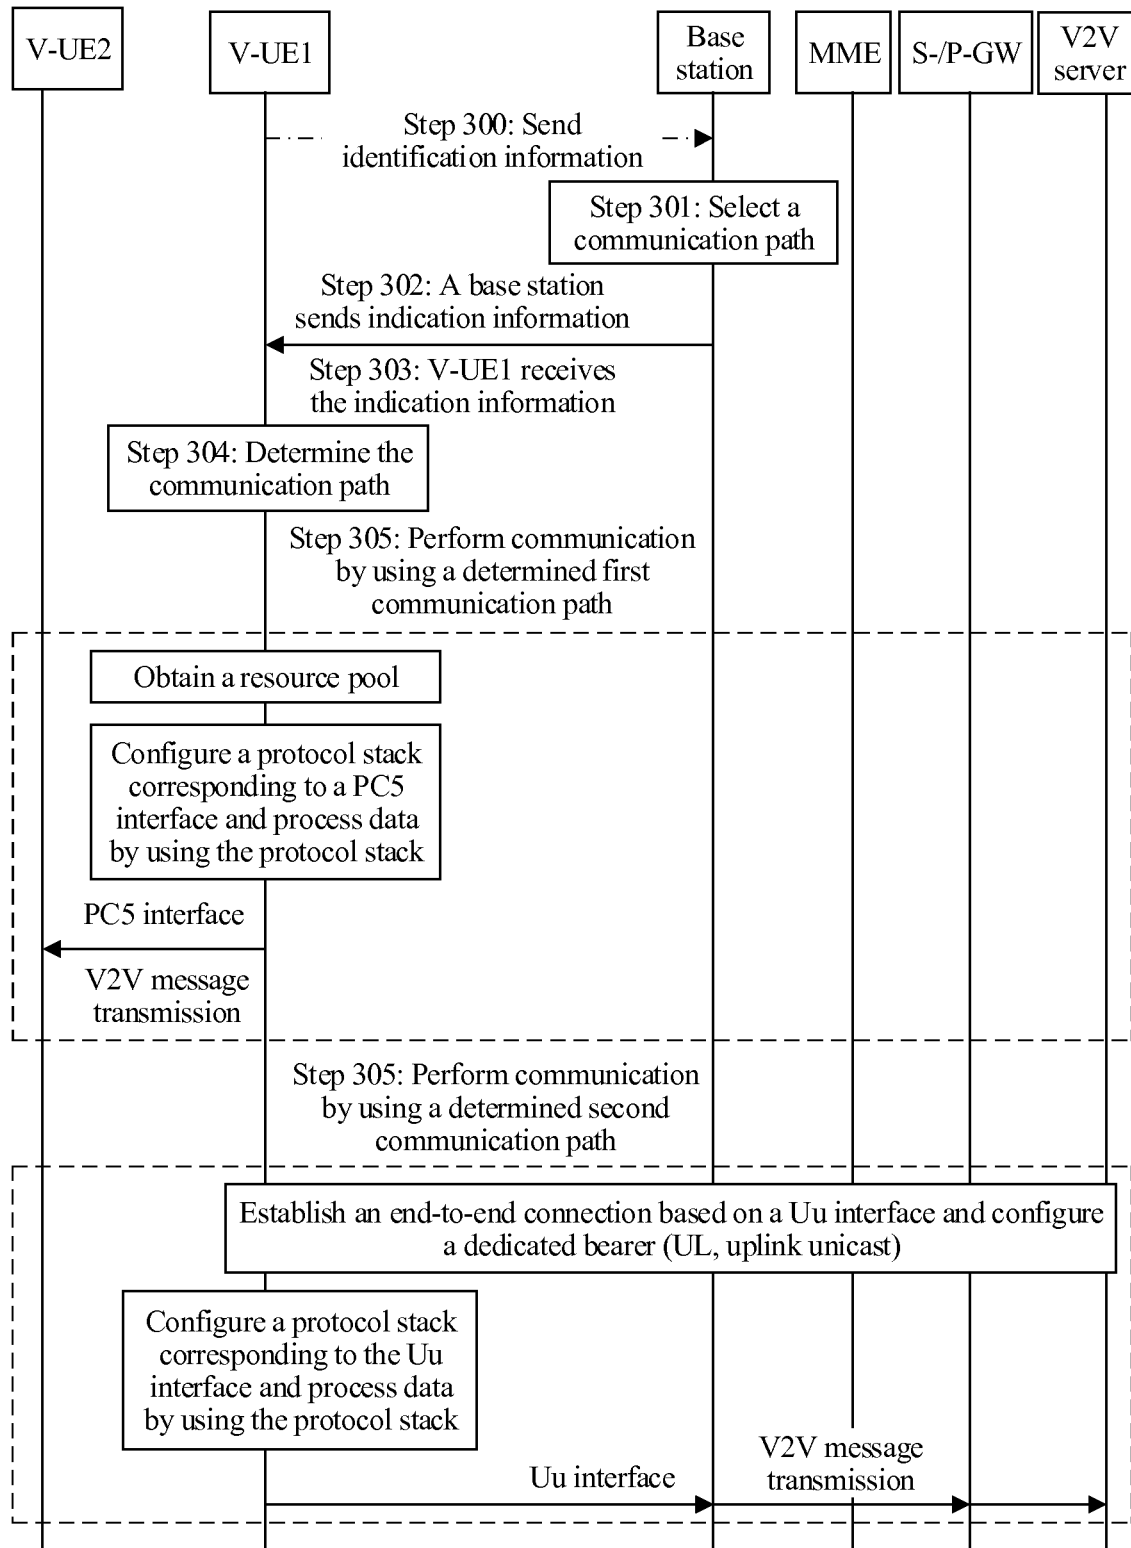 V-UE2
V-UE1
Base
station
MME
S-/P-GW
V2V
server
Step 300: Send
identification information
Step 301: Select a
communication path
Step 302: A base station
sends indication information
Step 303: V-UE1 receives
the indication information
Step 304: Determine the
communication path
Step 305: Perform communication
by using a determined first
communication path
Obtain a resource pool
Configure a protocol stack
corresponding to a PC5
interface and process data
by using the protocol stack
PC5 interface
V2V message
transmission
Step 305: Perform communication
by using a determined second
communication path
Establish an end-to-end connection based on a Uu interface and configure
a dedicated bearer (UL, uplink unicast)
Configure a protocol stack
corresponding to the Uu
interface and process data
by using the protocol stack
Uu interface
V2V message
transmission